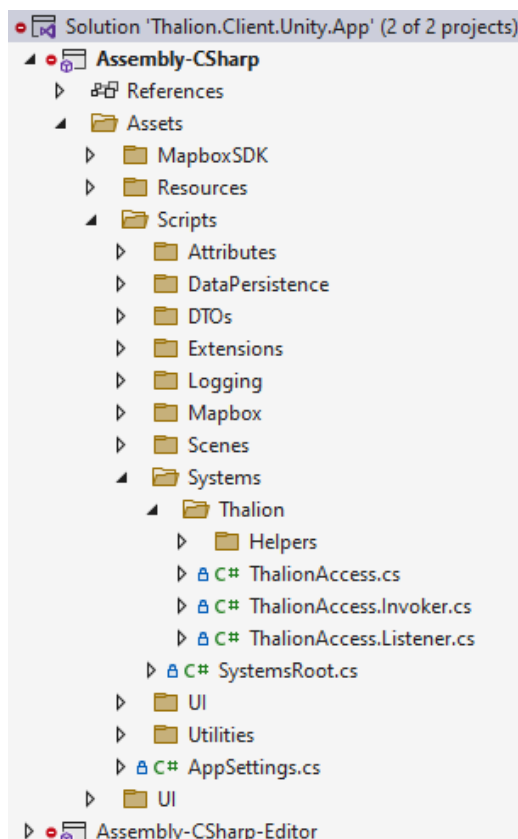 Solution 'Thalion.Client.Unity.App' (2 of 2 projects)
Assembly-CSharp
References
Assets
MapboxSDK
Resources
Scripts
Attributes
DataPersistence
DTOs
Extensions
Logging
Mapbox
Scenes
Systems
Thalion
Helpers
C# ThalionAccess.cs
C# ThalionAccess.Invoker.cs
C# ThalionAccess.Listener.cs
C# SystemsRoot.cs
UI
Utilities
C# AppSettings.cs
UI
Assembly-CSharp-Editor